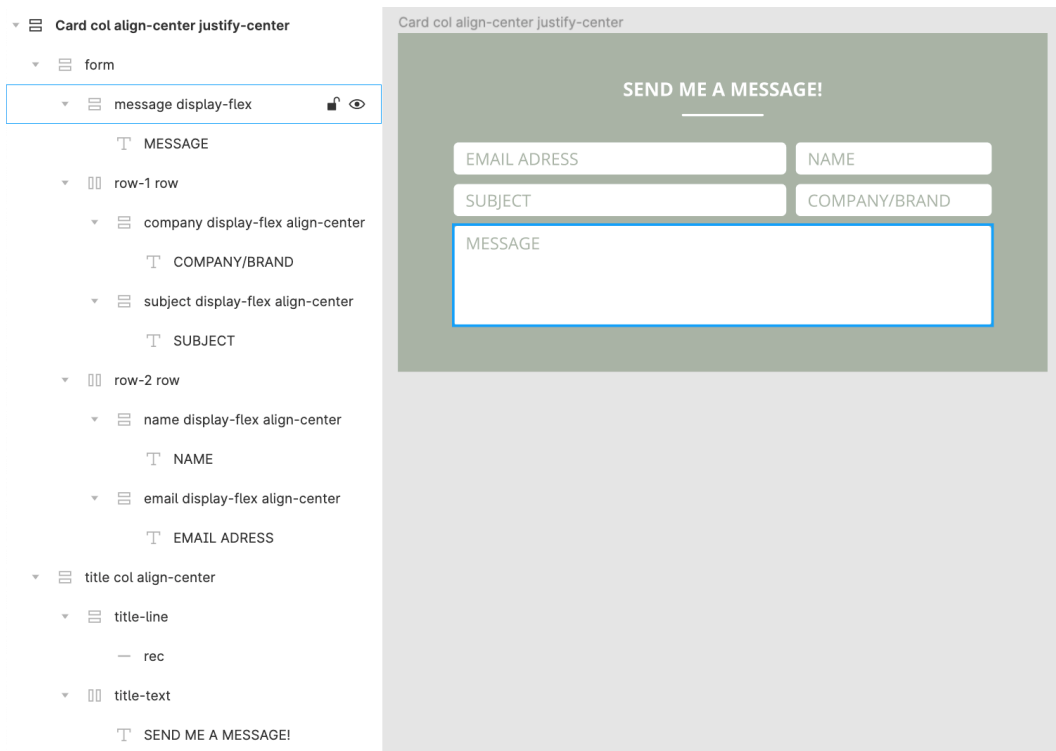 Card col align-center justify-center
form
message display-flex
MESSAGE
row-1 row
company display-flex align-center
COMPANY/BRAND
subject display-flex align-center
SUBJECT
row-2 row
name display-flex align-center
NAME
email display-flex align-center
EMAIL ADRESS
title col align-center
title-line
rec
title-text
SEND ME A MESSAGE!
Card col align-center justify-center
SEND ME A MESSAGE!
EMAIL ADRESS
NAME
SUBJECT
COMPANY/BRAND
MESSAGE